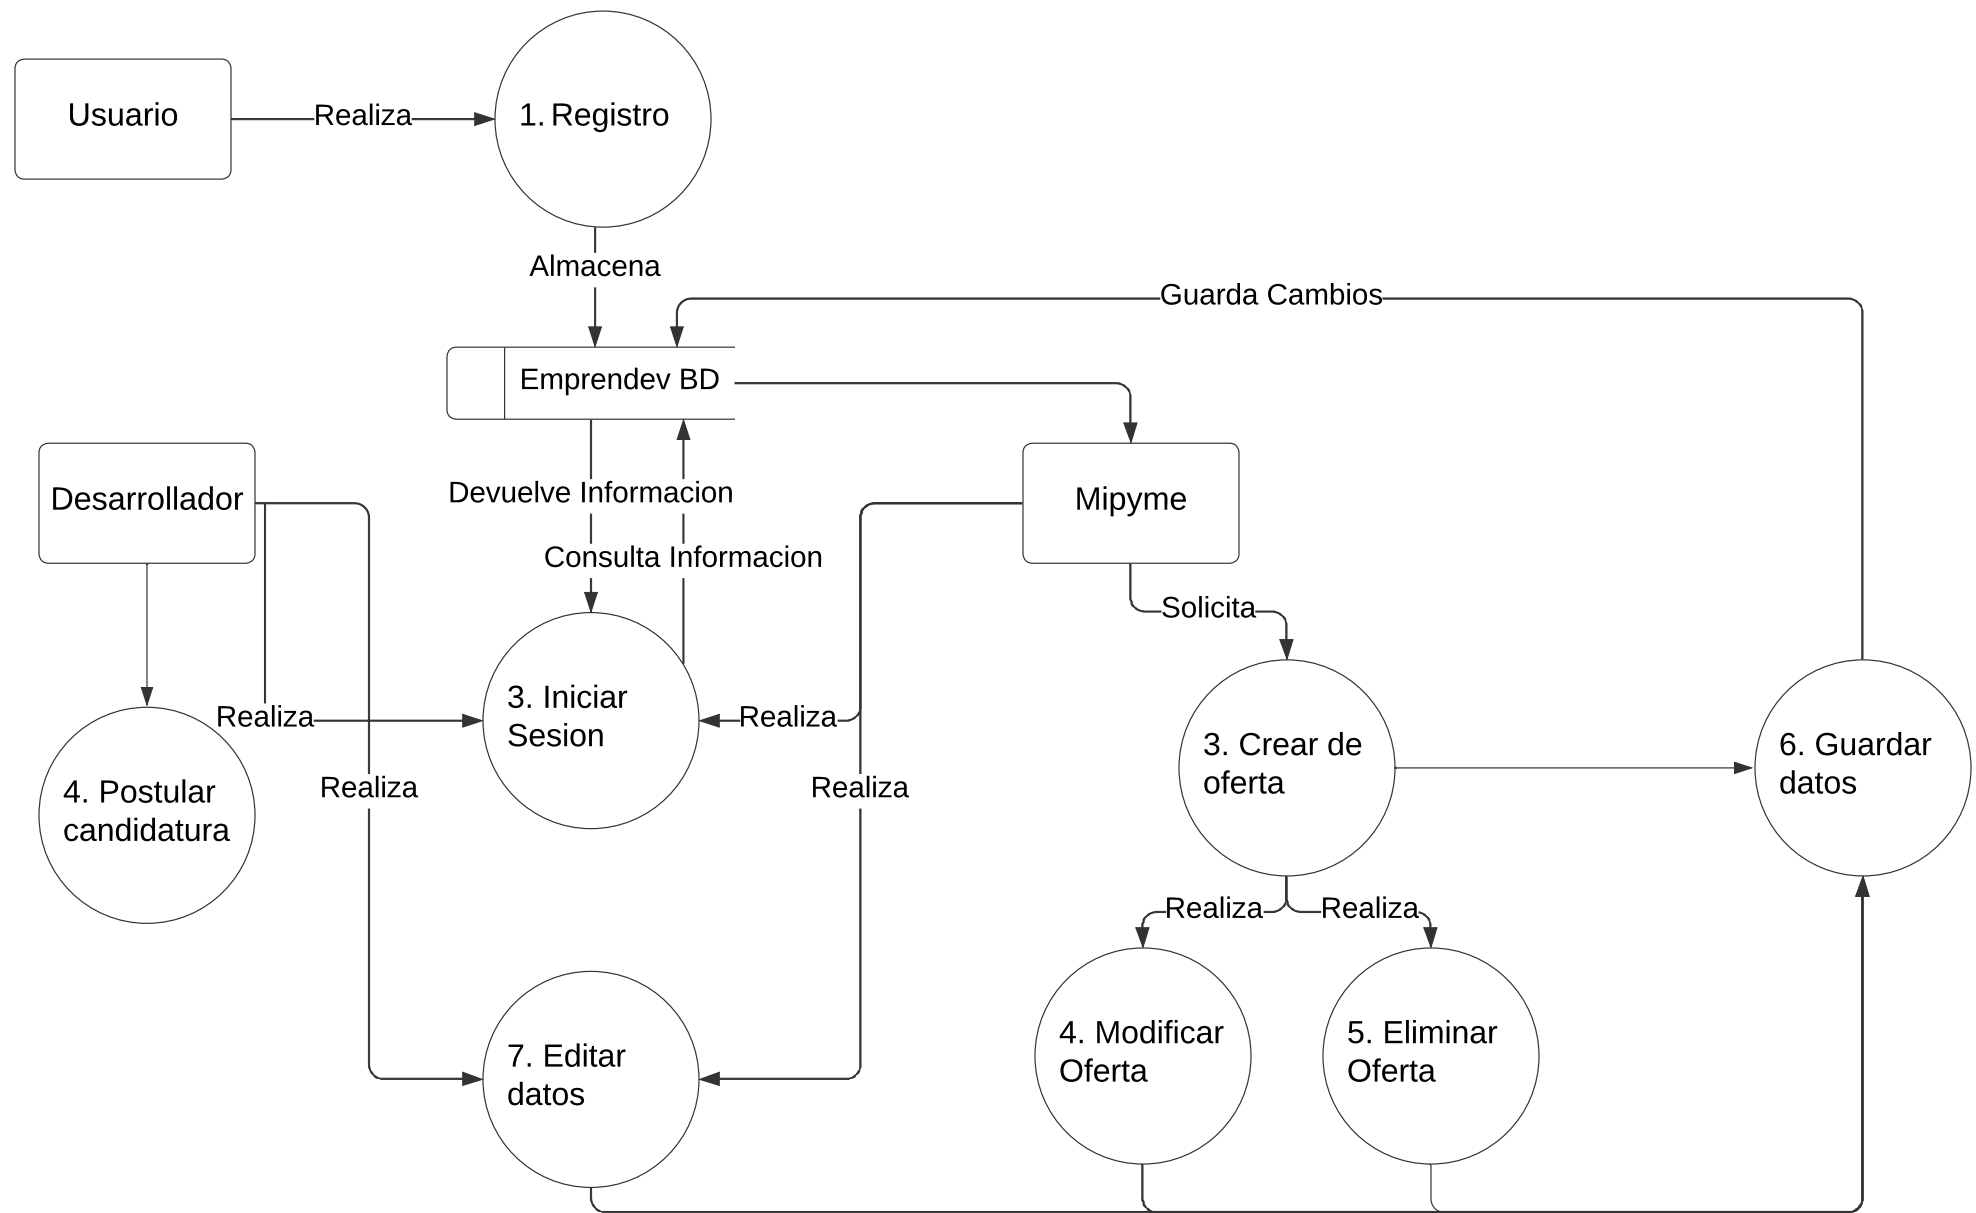 Usuario
Realiza
1. Registro
Almacena
Guarda Cambios
Emprendev BD
Desarrollador
Devuelve Informacion
Mipyme
Consulta Informacion
Solicita
3. Iniciar
Sesion
Realiza
Realiza
3. Crear de
oferta
6. Guardar
datos
4. Postular
candidatura
Realiza
Realiza
Realiza
Realiza
7. Editar
datos
4. Modificar
Oferta
5. Eliminar
Oferta